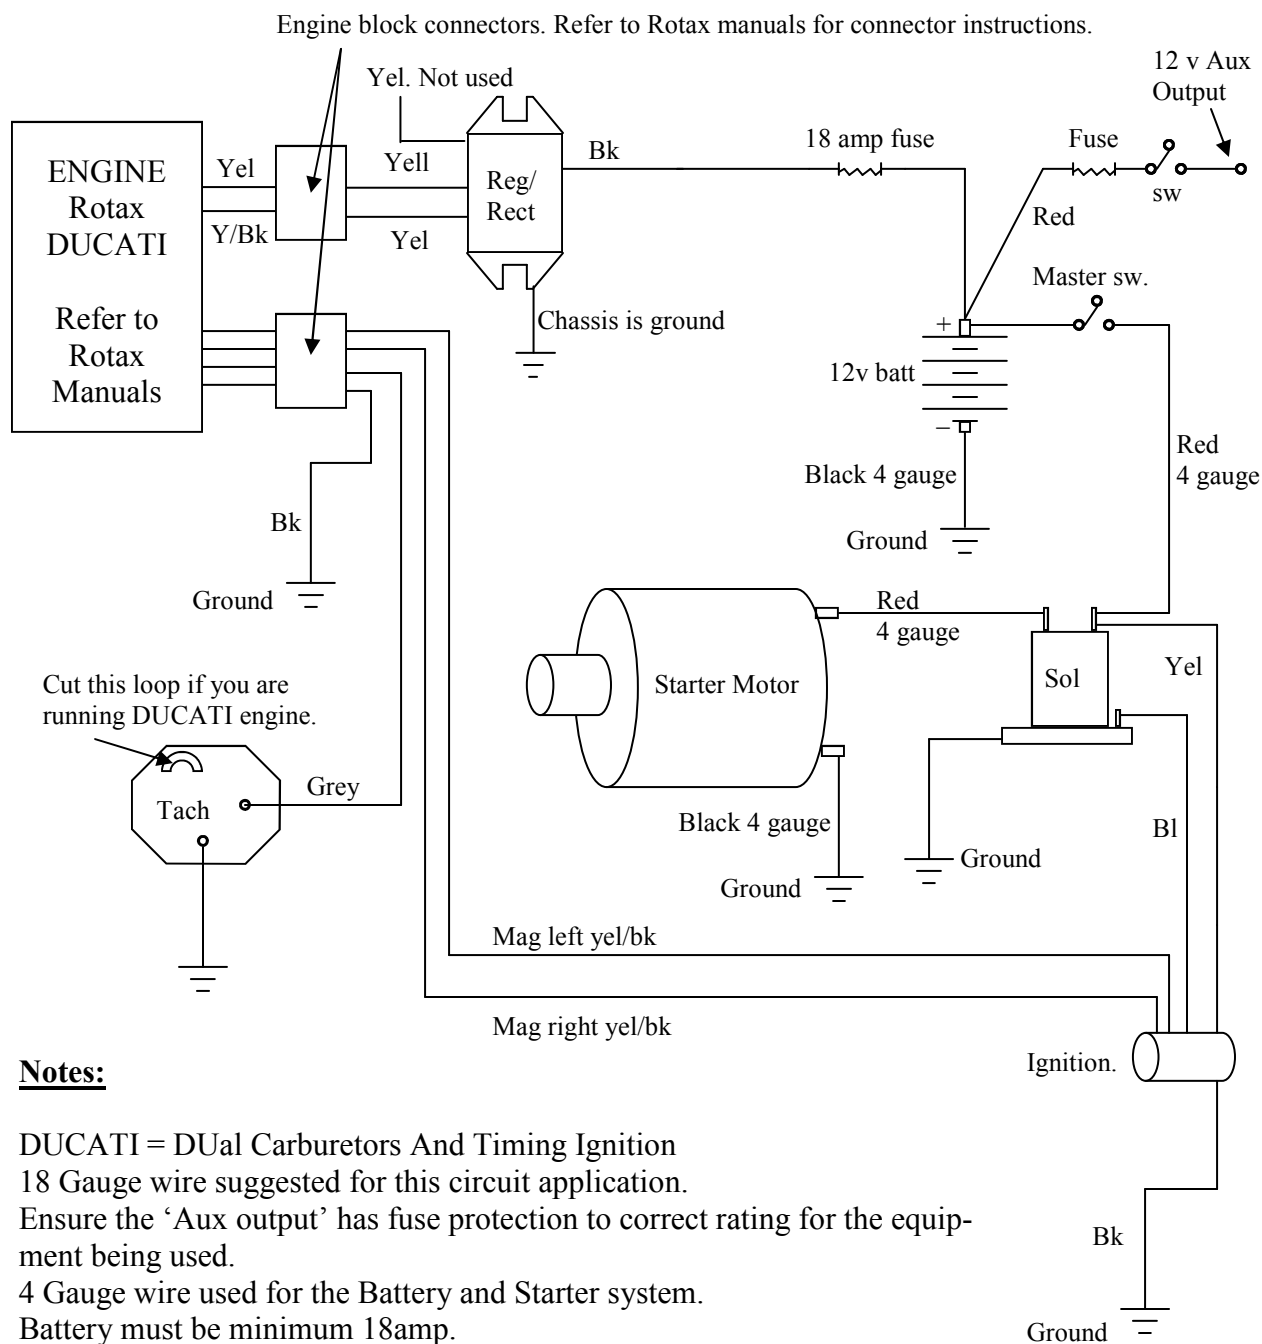 Engine block connectors. Refer to Rotax manuals for connector instructions.
12 v Aux
Output
Yel. Not used
18 amp fuse
Fuse
ENGINE
Rotax
DUCATI
Refer to
Rotax
Manuals
Yel
Y/Bk
Yell
Yel
Reg/
Rect
Bk
Red
sw
Chassis is ground
Master sw.
+
12v batt
–
Black 4 gauge
Ground
Red
4 gauge
Bk
Ground
Red
4 gauge
Starter Motor
Sol
Yel
Cut this loop if you are
running DUCATI engine.
Tach
Grey
Black 4 gauge
Ground
Ground
Bl
Mag left yel/bk
Mag right yel/bk
Ignition.
Bk
Ground
Notes:
DUCATI = DUal Carburetors And Timing Ignition
18 Gauge wire suggested for this circuit application.
Ensure the ‘Aux output’ has fuse protection to correct rating for the equip-
ment being used.
4 Gauge wire used for the Battery and Starter system.
Battery must be minimum 18amp.